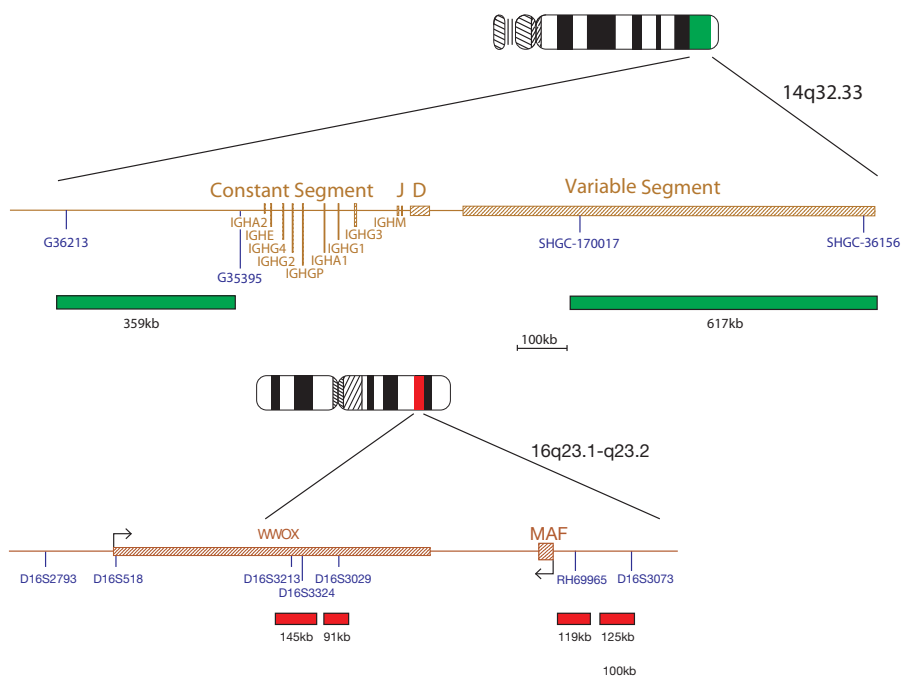 14q32.33
Constant Segment J D Variable Segment
IGHA2
IGHE
IGHG4
IGHG2
IGHGP
IGHA1
IGHG1
IGHG3
IGHM
G36213
G35395
SHGC-170017
SHGC-36156
359kb
617kb
100kb
16q23.1-q23.2
WWOX
MAF
D16S2793
D16S518
D16S3213
D16S3324
D16S3029
RH69965
D16S3073
145kb
91kb
119kb
125kb
100kb